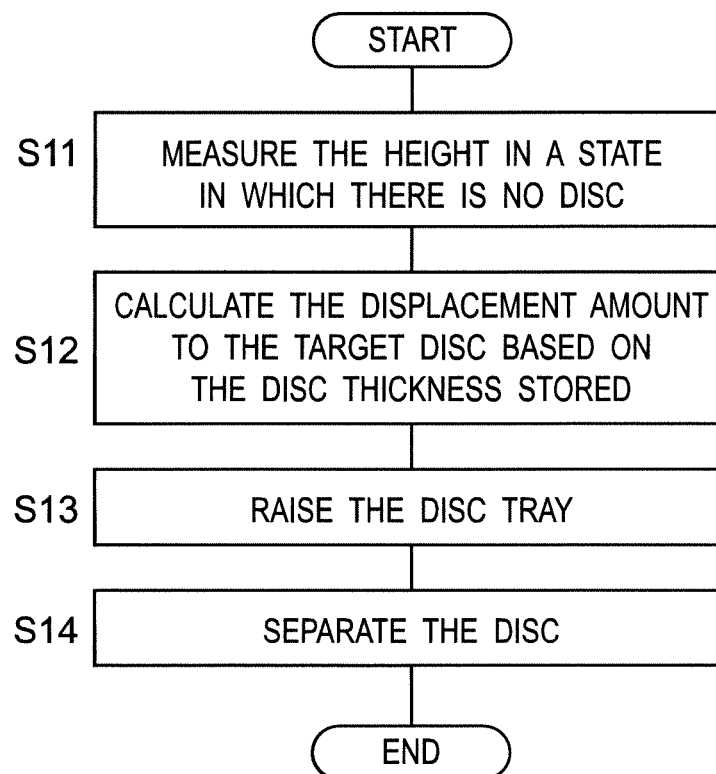 START
S11
MEASURE THE HEIGHT IN A STATE
IN WHICH THERE IS NO DISC
S12
CALCULATE THE DISPLACEMENT AMOUNT
TO THE TARGET DISC BASED ON
THE DISC THICKNESS STORED
S13
RAISE THE DISC TRAY
S14
SEPARATE THE DISC
END